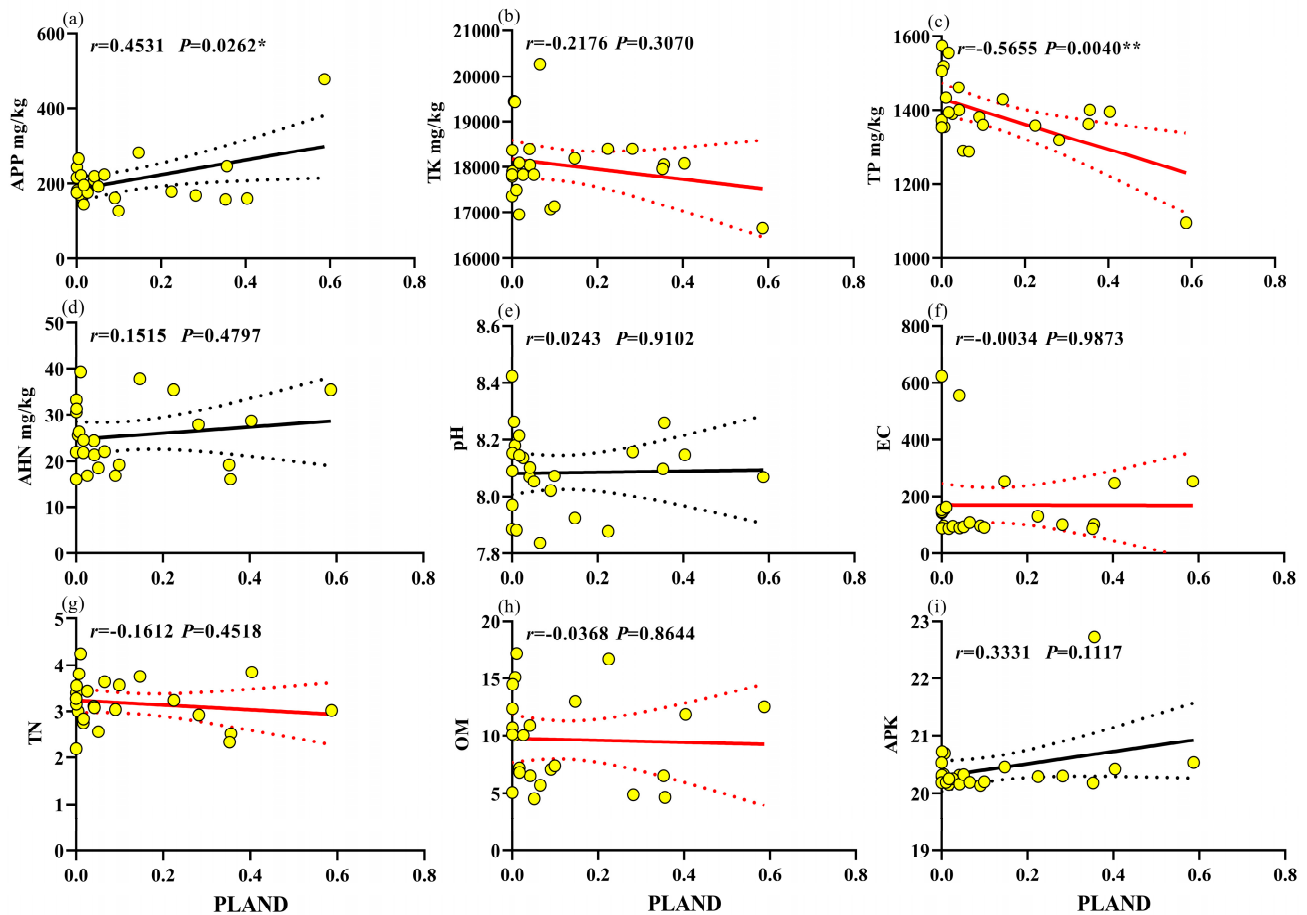 (a)
r=0.4531 P=0.0262*
APP mg/kg
600
400
200
0
0.0 0.2 0.4 0.6 0.8
(b)
r=-0.2176 P=0.3070
TK mg/kg
21000
20000
19000
18000
17000
16000
0.0 0.2 0.4 0.6 0.8
(c)
r=-0.5655 P=0.0040**
TP mg/kg
1600
1400
1200
1000
0.0 0.2 0.4 0.6 0.8
(d)
r=0.1515 P=0.4797
AHN mg/kg
50
40
30
20
10
0
0.0 0.2 0.4 0.6 0.8
(e)
r=0.0243 P=0.9102
pH
8.6
8.4
8.2
8.0
7.8
0.0 0.2 0.4 0.6 0.8
(f)
r=-0.0034 P=0.9873
EC
800
600
400
200
0
0.0 0.2 0.4 0.6 0.8
(g)
r=-0.1612 P=0.4518
TN
5
4
3
2
1
0
0.0 0.2 0.4 0.6 0.8
PLAND
(h)
r=-0.0368 P=0.8644
OM
20
15
10
5
0
0.0 0.2 0.4 0.6 0.8
PLAND
(i)
r=0.3331 P=0.1117
APK
23
22
20
20
19
0.0 0.2 0.4 0.6 0.8
PLAND